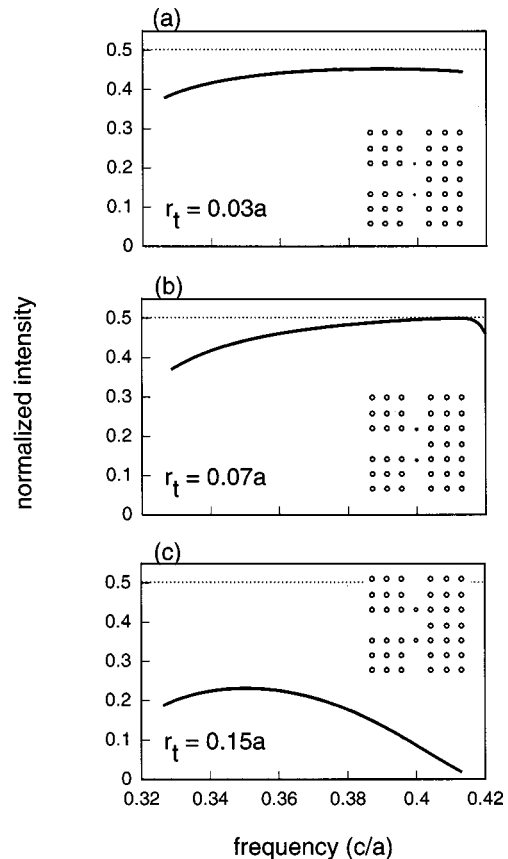 (a)
0.5
0.4
0.3
0.2
0.1
0
r_t = 0.03a
(b)
0.5
0.4
0.3
0.2
0.1
0
r_t = 0.07a
normalized intensity
(c)
0.5
0.4
0.3
0.2
0.1
0
r_t = 0.15a
0.32 0.34 0.36 0.38 0.4 0.42
frequency (c/a)